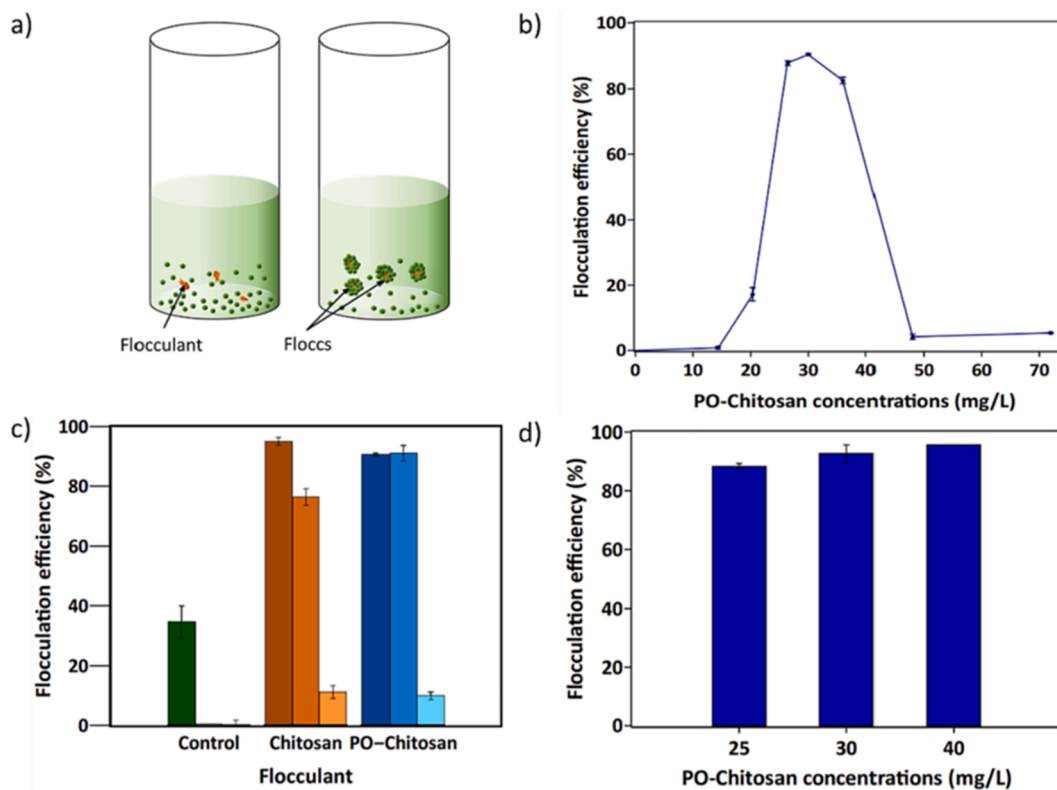 a)
Flocculant
Floccs
b)
Flocculation efficiency (%)
100
80
60
40
20
0
0 10 20 30 40 50 60 70
PO-Chitosan concentrations (mg/L)
c)
Flocculation efficiency (%)
100
80
60
40
20
0
Control Chitosan PO–Chitosan
Flocculant
d)
Flocculation efficiency (%)
100
80
60
40
20
0
25 30 40
PO-Chitosan concentrations (mg/L)